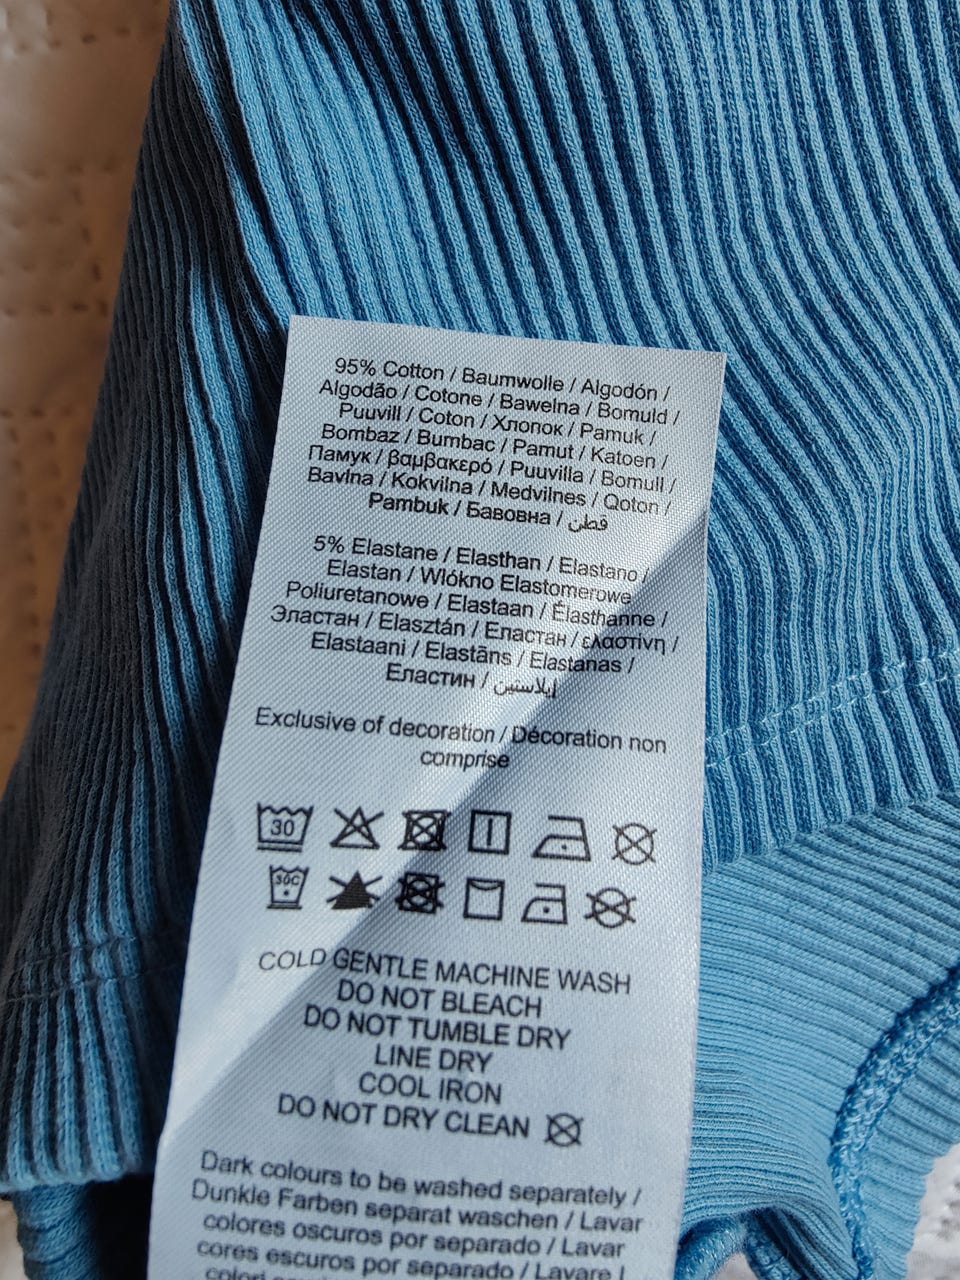 95% Cotton / Baumwolle / Algodón /
Algodão / Cotone / Bawełna / Bomuld /
Puuvill / Coton / Хлопок / Pamuk /
Bombaz / Bumbac / Pamut / Katoen /
Памук / βαμβακερό / Puuvilla / Bomull /
Bavlna / Kokvilna / Medvilnes / Qoton /
Pambuk / Бавовна / قطن
5% Elastane / Elasthan / Elastano /
Elastan / Włókno Elastomerowe
Poliuretanowe / Elastaan / Élasthanne /
Эластан / Elasztán / Еластан / ελαστίνη /
Elastaani / Elastāns / Elastanas /
Еластин / إيلاستين
Exclusive of decoration / Décoration non
comprise
30
30C
COLD GENTLE MACHINE WASH
DO NOT BLEACH
DO NOT TUMBLE DRY
LINE DRY
COOL IRON
DO NOT DRY CLEAN
Dark colours to be washed separately /
Dunkle Farben separat waschen / Lavar
colores oscuros por separado / Lavar
cores escuros por separado / Lavare
colori